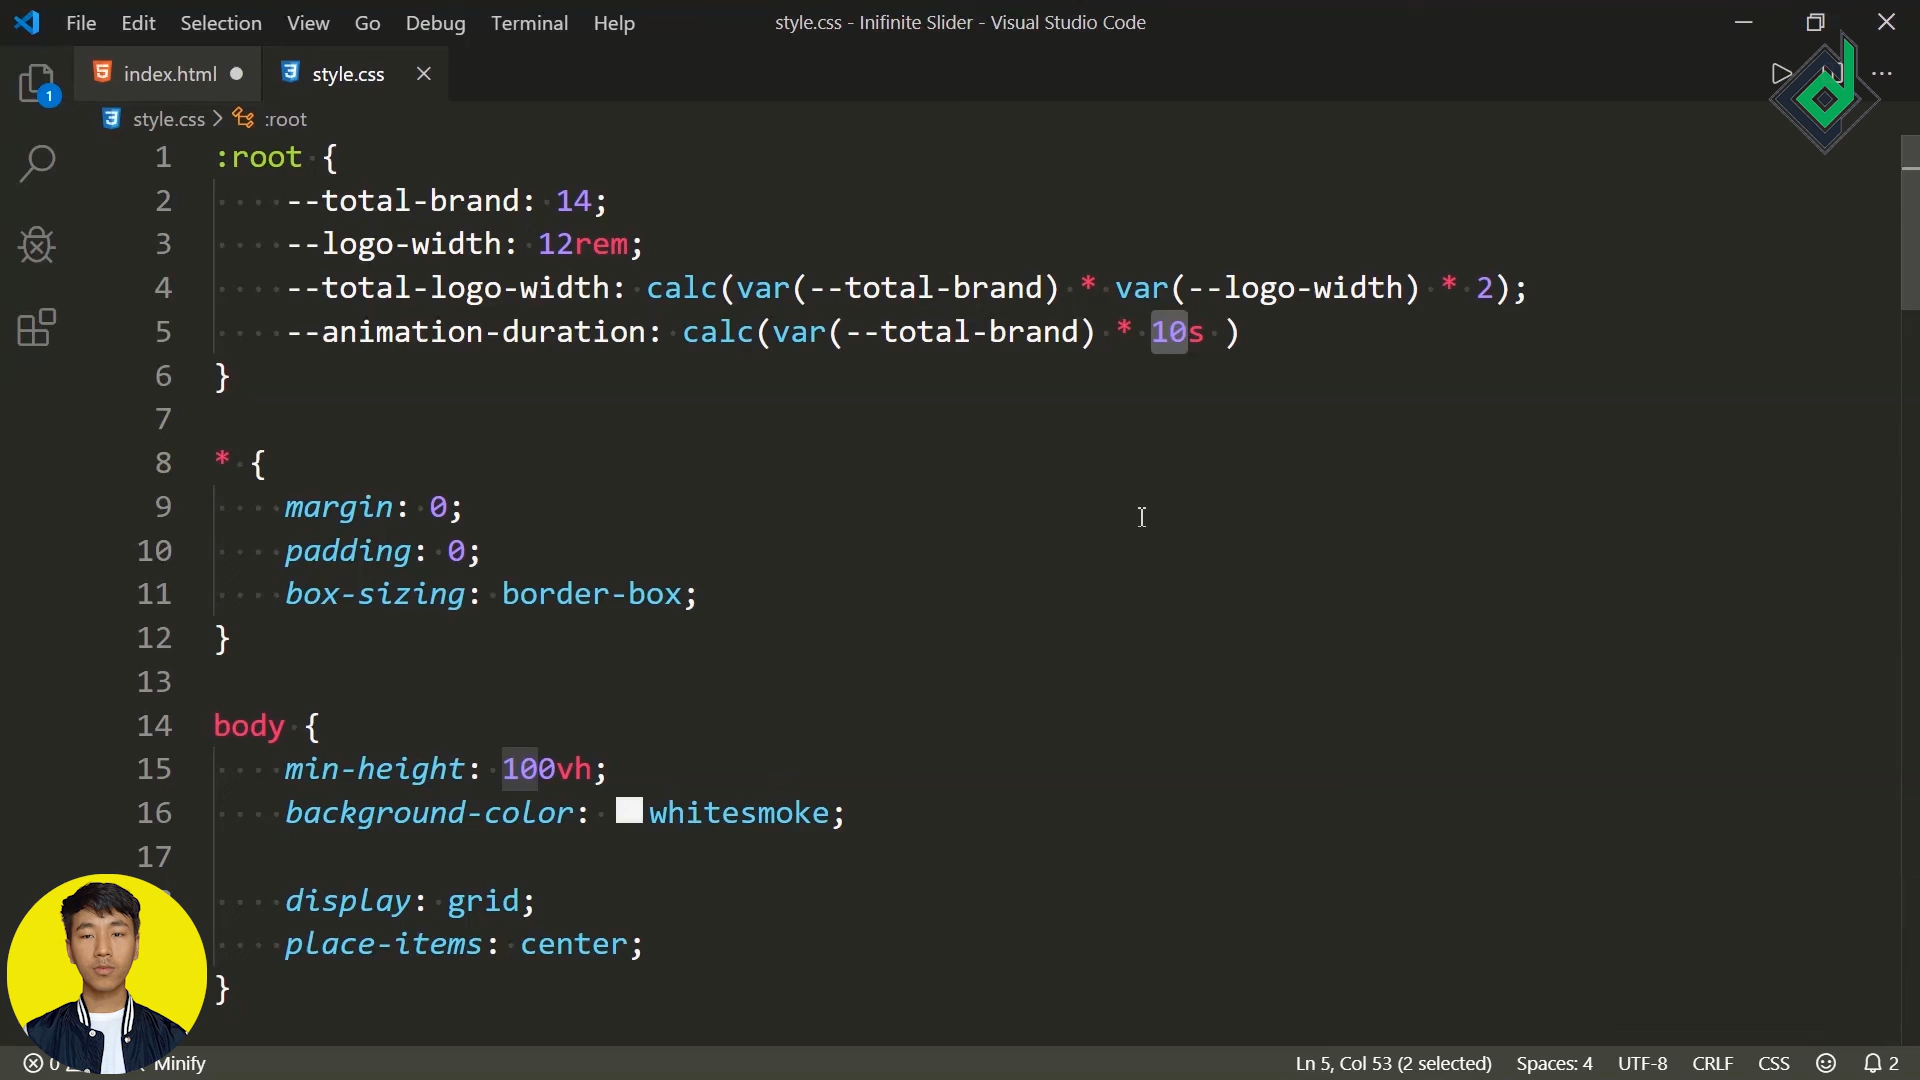 File Edit Selection View Go Debug Terminal Help style.css - Inifinite Slider - Visual Studio Code
index.html style.css
1
style.css > :root
1 :root {
2 --total-brand: 14;
3 --logo-width: 12rem;
4 --total-logo-width: calc(var(--total-brand) * var(--logo-width) * 2);
5 --animation-duration: calc(var(--total-brand) * 10s )
6 }
7
8 * {
9 margin: 0;
10 padding: 0;
11 box-sizing: border-box;
12 }
13
14 body {
15 min-height: 100vh;
16 background-color: whitesmoke;
17
display: grid;
place-items: center;
}
0 Minify Ln 5, Col 53 (2 selected) Spaces: 4 UTF-8 CRLF CSS 2